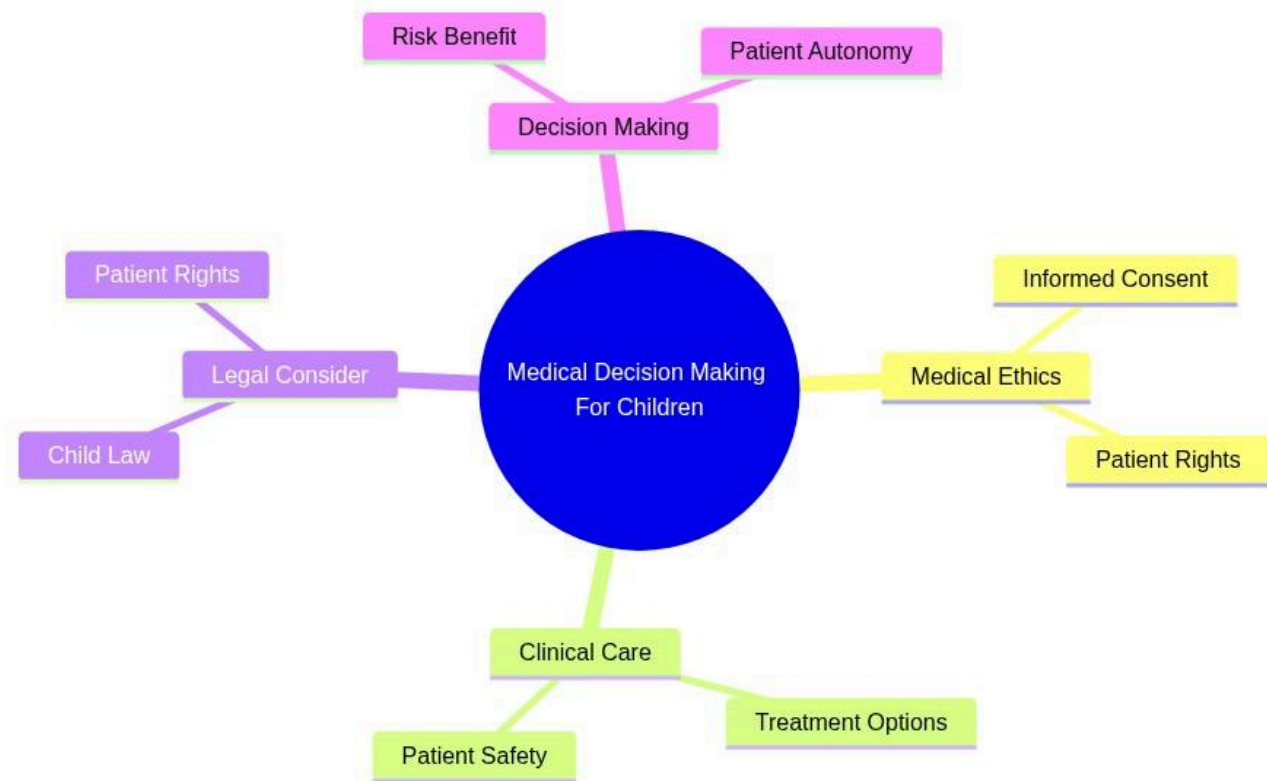 Risk Benefit
Patient Autonomy
Decision Making
Patient Rights
Legal Consider
Child Law
Medical Decision Making
For Children
Informed Consent
Medical Ethics
Patient Rights
Clinical Care
Treatment Options
Patient Safety